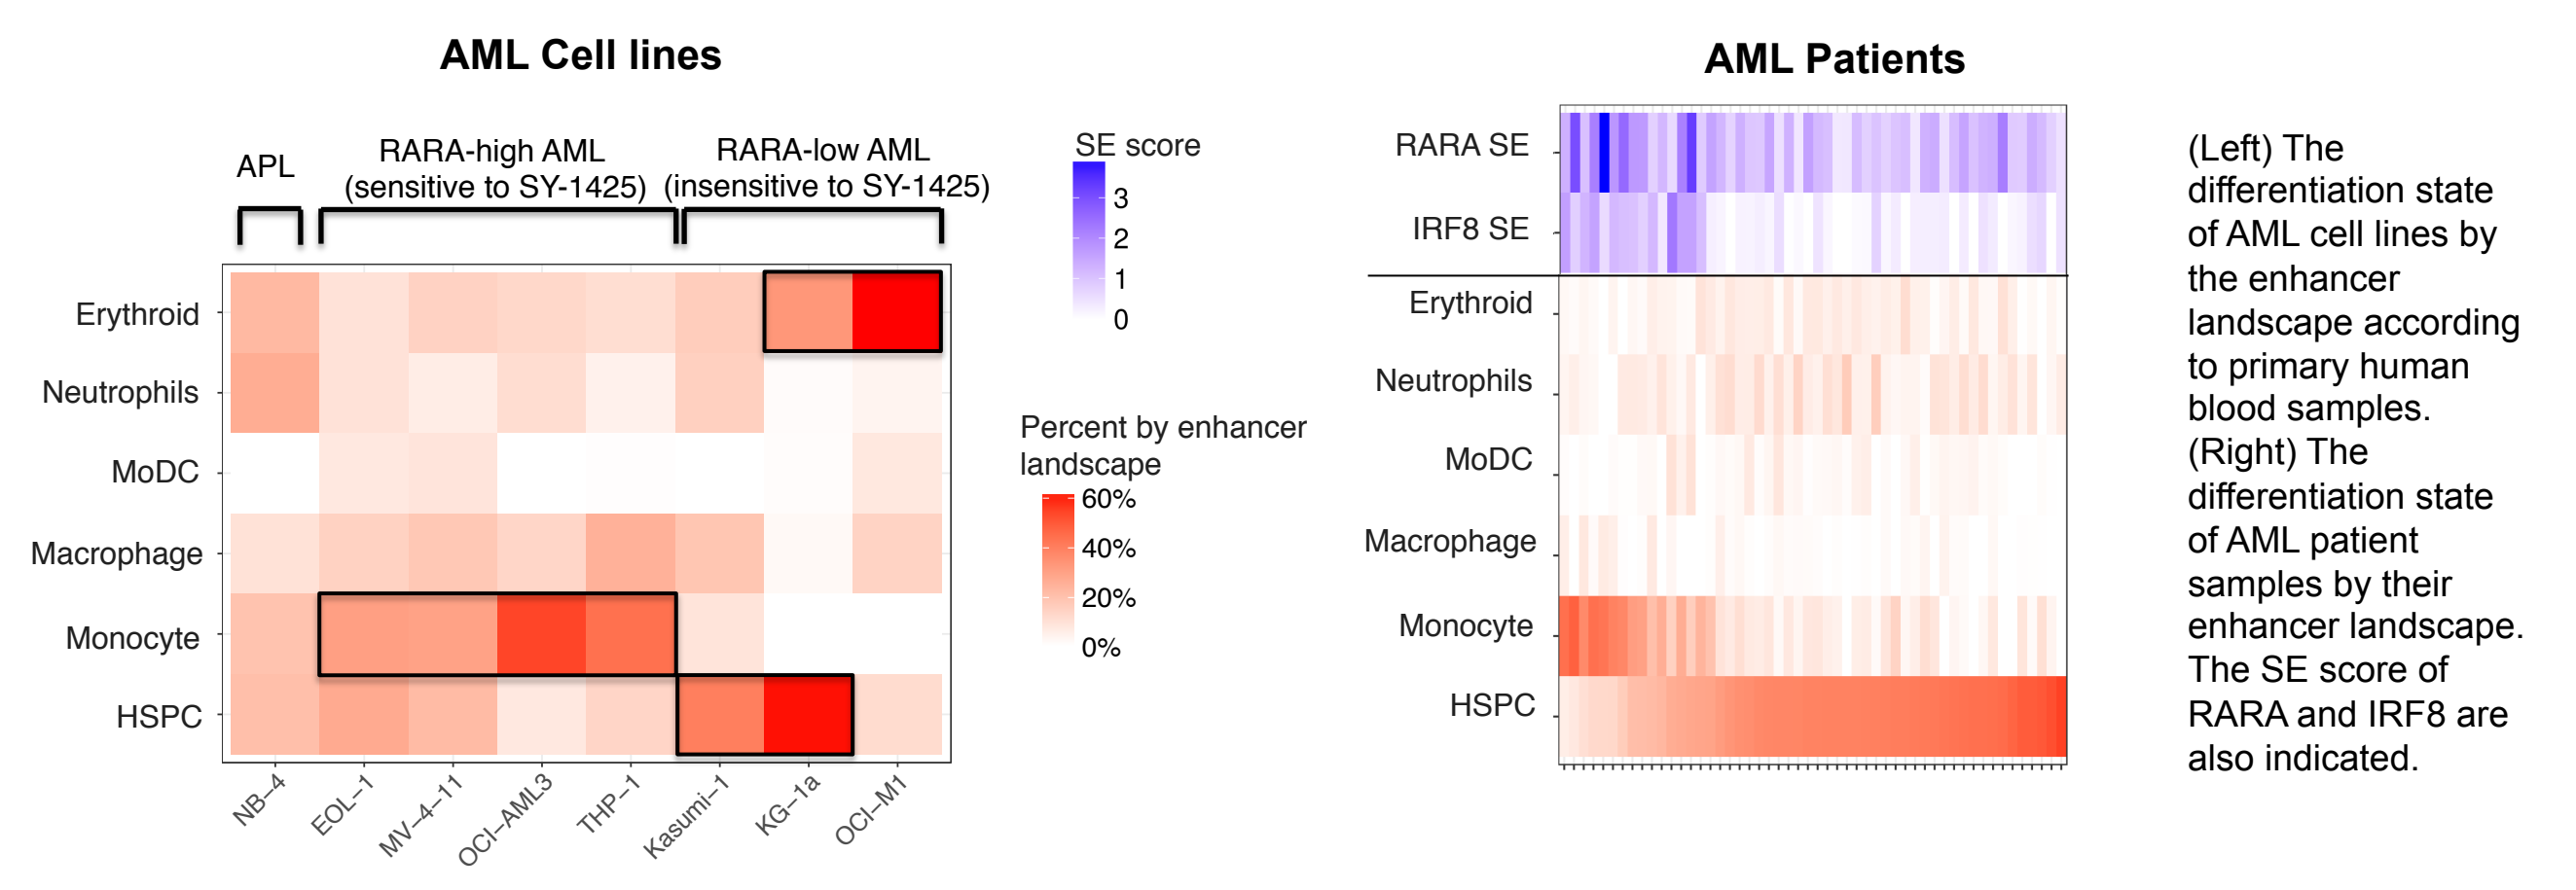 AML Cell lines
APL
RARA-high AML
(sensitive to SY-1425)
RARA-low AML
(insensitive to SY-1425)
Erythroid
Neutrophils
MoDC
Macrophage
Monocyte
HSPC
NB-4
EOL-1
MV-4-11
OCI-AML3
THP-1
Kasumi-1
KG-1a
OCI-M1
SE score
3
2
1
0
Percent by enhancer
landscape
60%
40%
20%
0%
AML Patients
RARA SE
IRF8 SE
Erythroid
Neutrophils
MoDC
Macrophage
Monocyte
HSPC
(Left) The
differentiation state
of AML cell lines by
the enhancer
landscape according
to primary human
blood samples.
(Right) The
differentiation state
of AML patient
samples by their
enhancer landscape.
The SE score of
RARA and IRF8 are
also indicated.